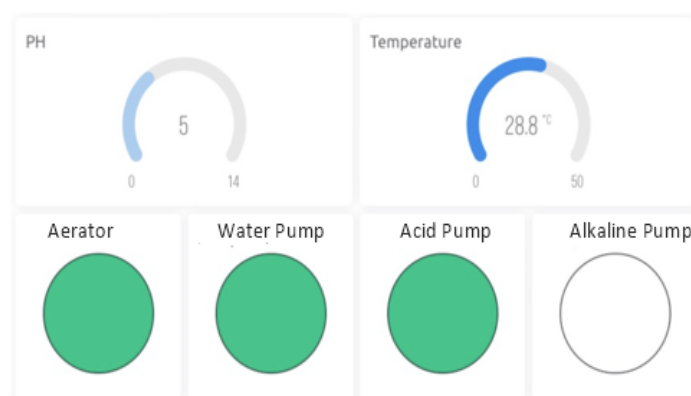 PH
Temperature
5
28.8 °C
0
14
0
50
Aerator
Water Pump
Acid Pump
Alkaline Pump